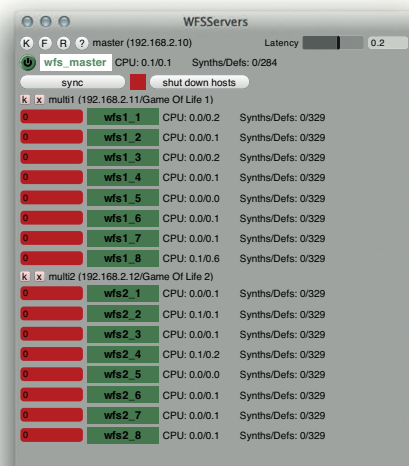 WFSServers
K F R ? master (192.168.2.10) Latency 0.2
wfs_master CPU: 0.1/0.1 Synths/Defs: 0/284
sync shut down hosts
k x multi1 (192.168.2.11/Game Of Life 1)
0 wfs1_1 CPU: 0.0/0.2 Synths/Defs: 0/329
0 wfs1_2 CPU: 0.0/0.1 Synths/Defs: 0/329
0 wfs1_3 CPU: 0.0/0.2 Synths/Defs: 0/329
0 wfs1_4 CPU: 0.0/0.1 Synths/Defs: 0/329
0 wfs1_5 CPU: 0.0/0.0 Synths/Defs: 0/329
0 wfs1_6 CPU: 0.0/0.1 Synths/Defs: 0/329
0 wfs1_7 CPU: 0.0/0.1 Synths/Defs: 0/329
0 wfs1_8 CPU: 0.1/0.6 Synths/Defs: 0/329
k x multi2 (192.168.2.12/Game Of Life 2)
0 wfs2_1 CPU: 0.0/0.1 Synths/Defs: 0/329
0 wfs2_2 CPU: 0.1/0.1 Synths/Defs: 0/329
0 wfs2_3 CPU: 0.0/0.1 Synths/Defs: 0/329
0 wfs2_4 CPU: 0.1/0.2 Synths/Defs: 0/329
0 wfs2_5 CPU: 0.0/0.0 Synths/Defs: 0/329
0 wfs2_6 CPU: 0.0/0.1 Synths/Defs: 0/329
0 wfs2_7 CPU: 0.0/0.1 Synths/Defs: 0/329
0 wfs2_8 CPU: 0.0/0.1 Synths/Defs: 0/329